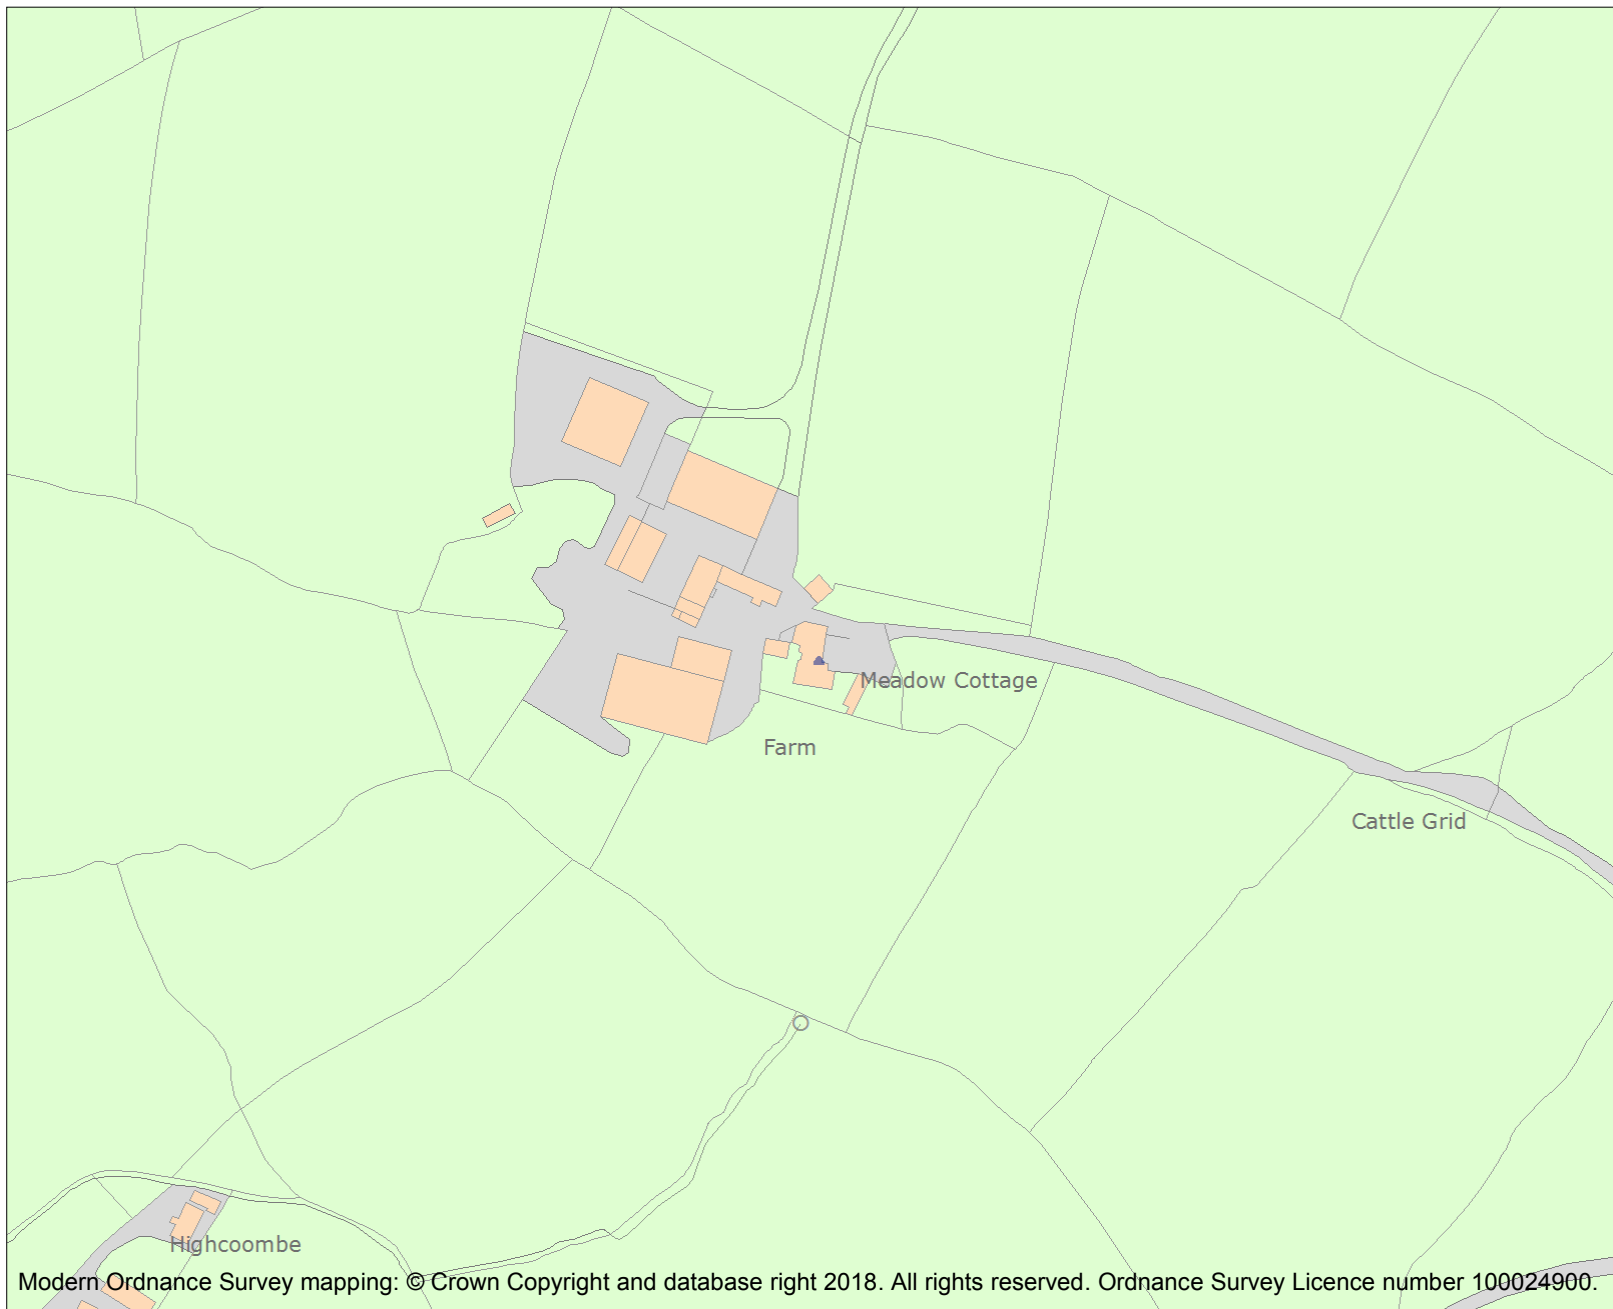 Meadow Cottage
Farm
Cattle Grid
Highcoombe
Modern Ordnance Survey mapping: © Crown Copyright and database right 2018. All rights reserved. Ordnance Survey Licence number 100024900.